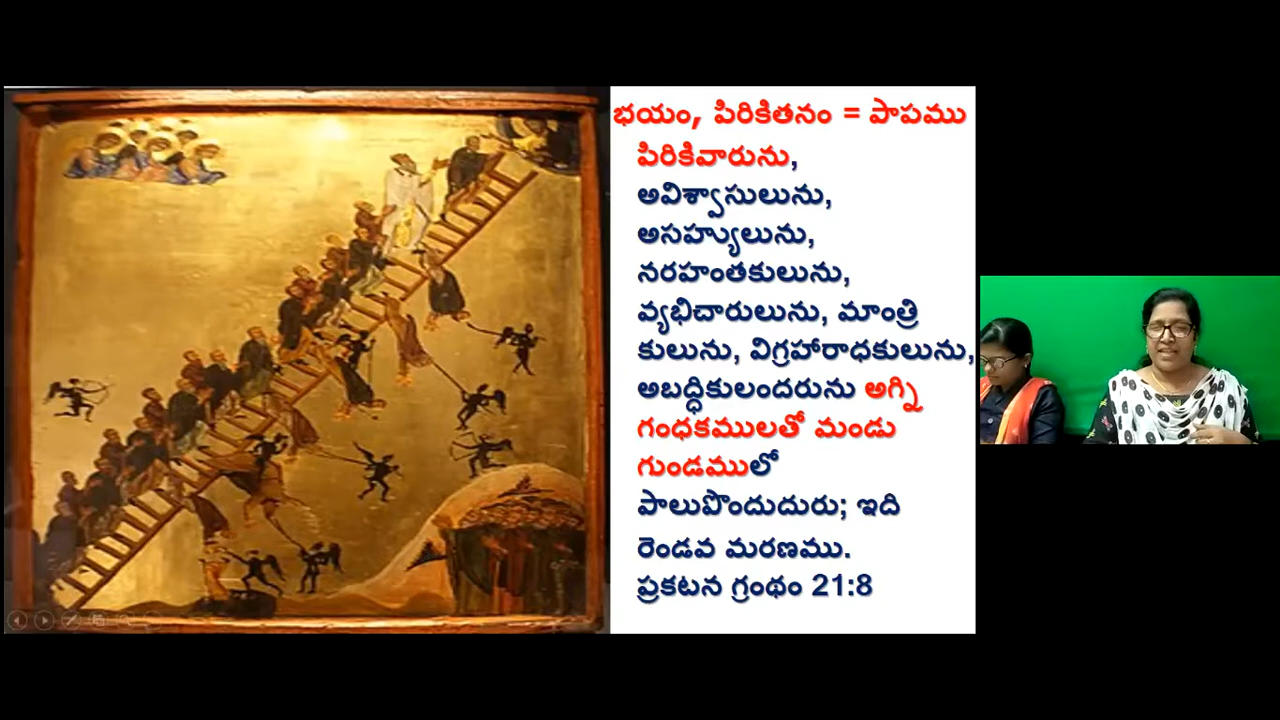 భయం, పిరికితనం = పాపము
పిరికివారును,
అవిశ్వాసులును,
అసహ్యులును,
నరహంతకులును,
వ్యభిచారులును, మాంత్రి
కులును, విగ్రహారాధకులును,
అబద్ధికులందరును అగ్ని
గంధకములతో మండు
గుండములో
పాలుపొందుదురు; ఇది
రెండవ మరణము.
ప్రకటన గ్రంథం 21:8